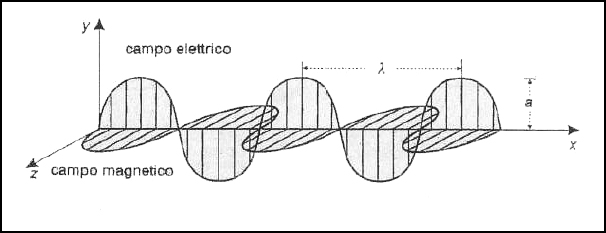 y
campo elettrico
λ
a
x
z
campo magnetico